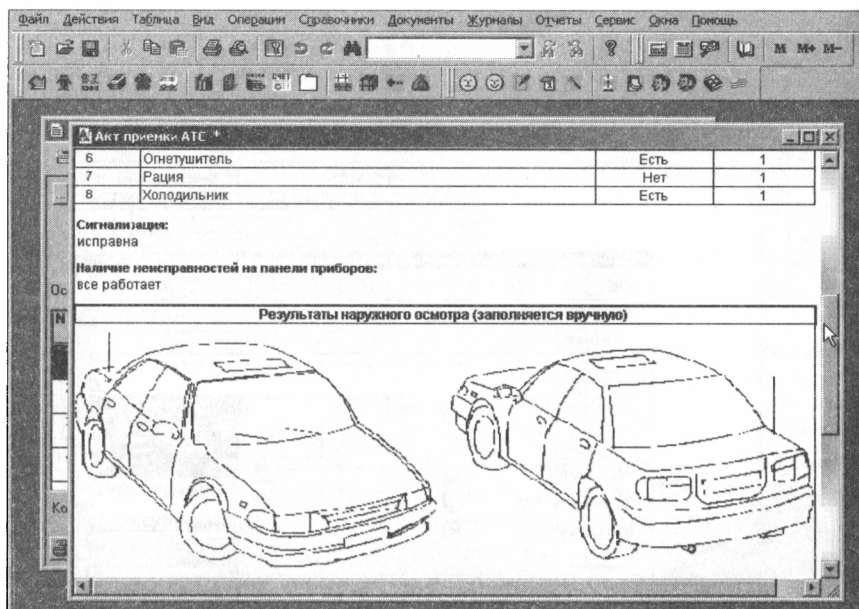 Файл Действия Таблица Вид Операции Справочники Документы Журналы Отчеты Сервис Окна Помощь
M M+ M-
Акт приемки АТС *
6 Огнетушитель Есть 1
7 Рация Нет 1
8 Холодильник Есть 1
Сигнализация:
исправна
Наличие неисправностей на панели приборов:
все работает
Ос
N
Результаты наружного осмотра (заполняется вручную)
Ко